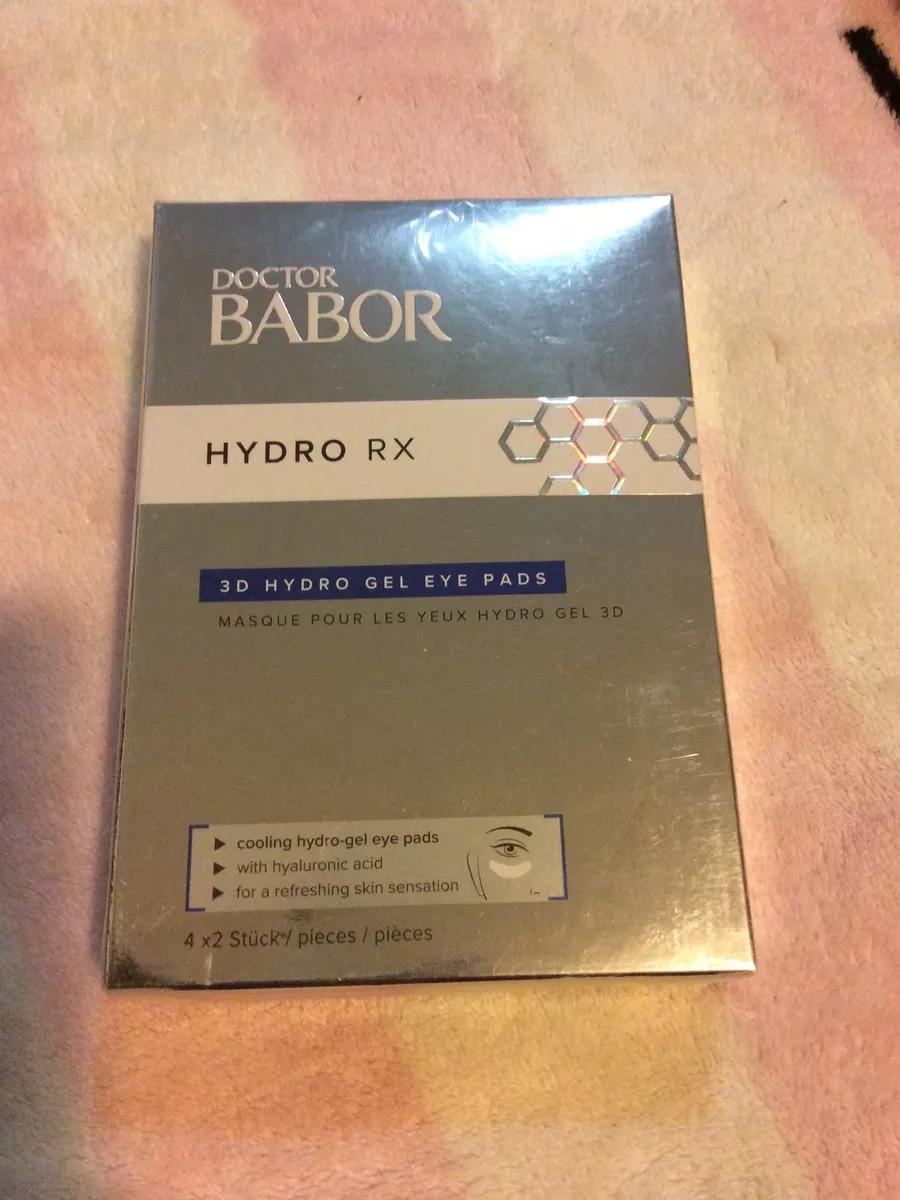 DOCTOR
BABOR
HYDRO RX
3D HYDRO GEL EYE PADS
MASQUE POUR LES YEUX HYDRO GEL 3D
cooling hydro-gel eye pads
with hyaluronic acid
for a refreshing skin sensation
4 x2 Stück / pieces / pièces